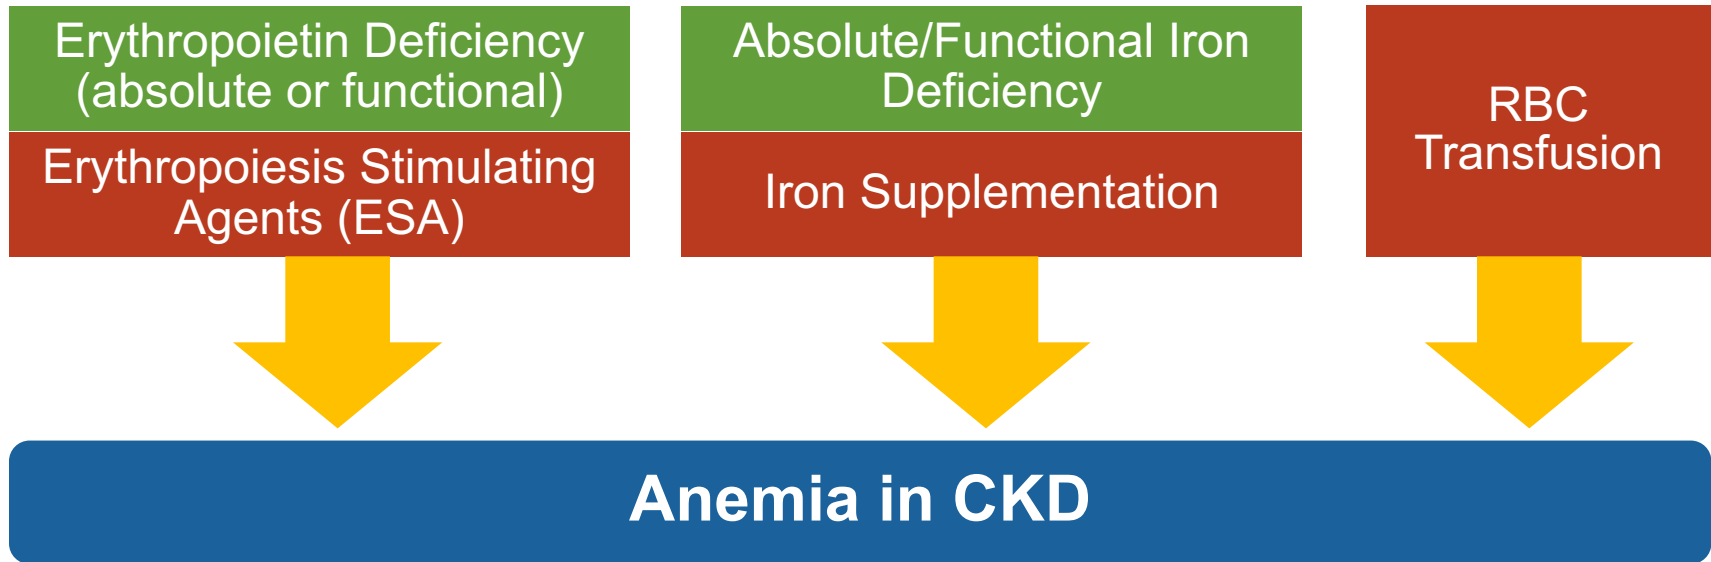 Erythropoietin Deficiency
(absolute or functional)
Erythropoiesis Stimulating
Agents (ESA)
Absolute/Functional Iron
Deficiency
Iron Supplementation
RBC
Transfusion
Anemia in CKD